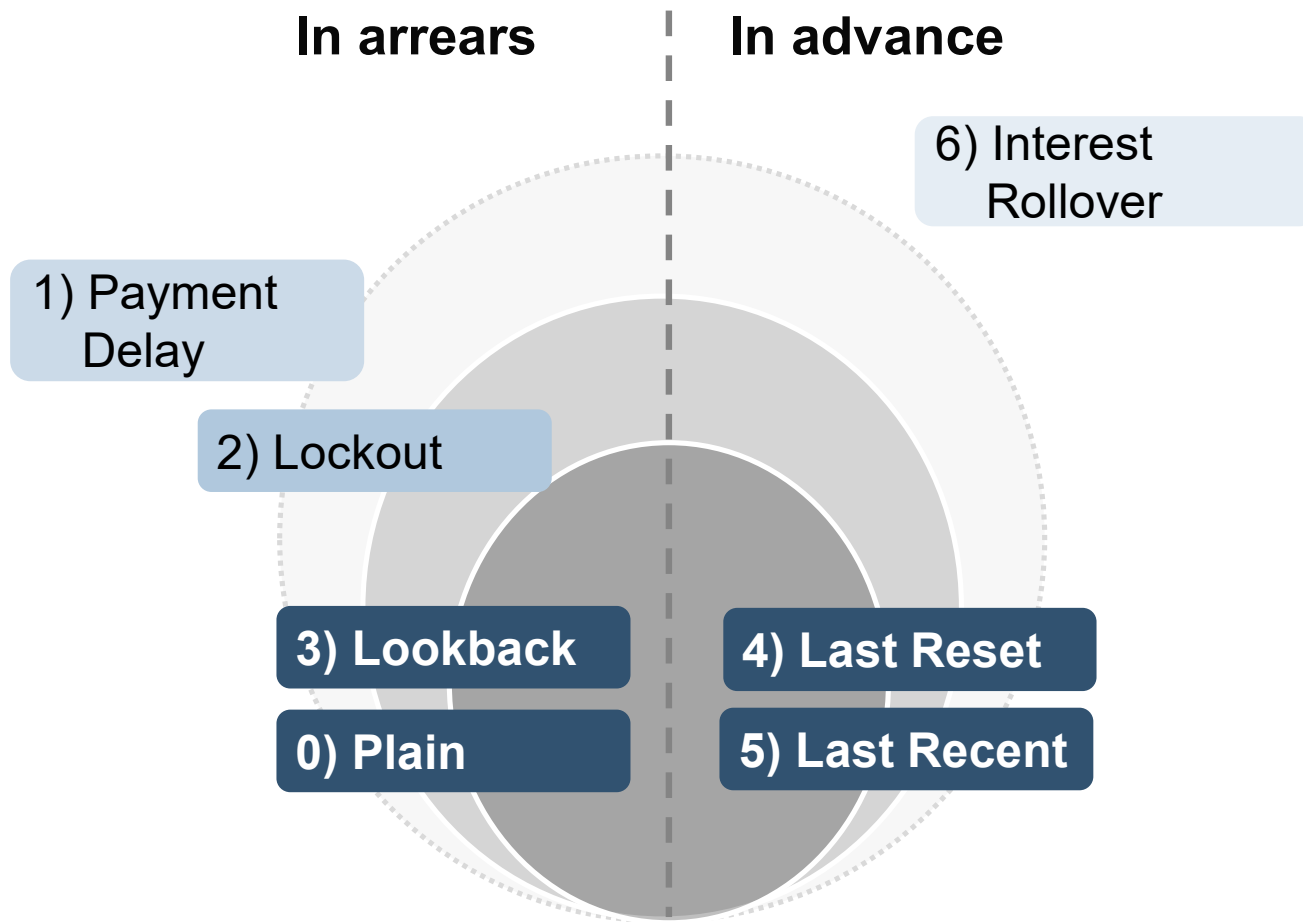 In arrears
In advance
6) Interest
Rollover
1) Payment
Delay
2) Lockout
3) Lookback
4) Last Reset
0) Plain
5) Last Recent